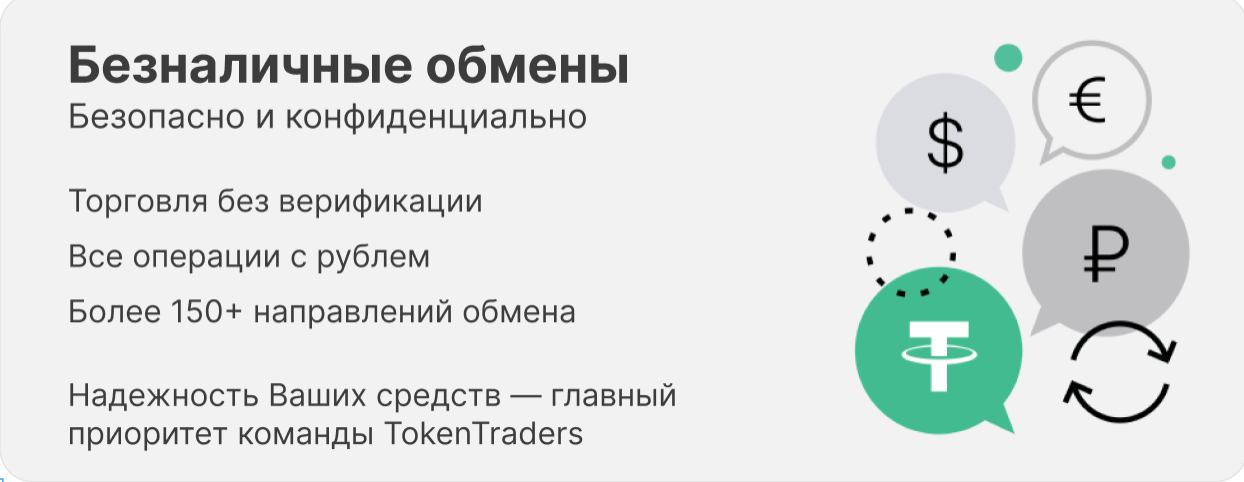 Безналичные обмены
Безопасно и конфиденциально
Торговля без верификации
Все операции с рублем
Более 150+ направлений обмена
Надежность Ваших средств — главный
приоритет команды TokenTraders
$
€
₽